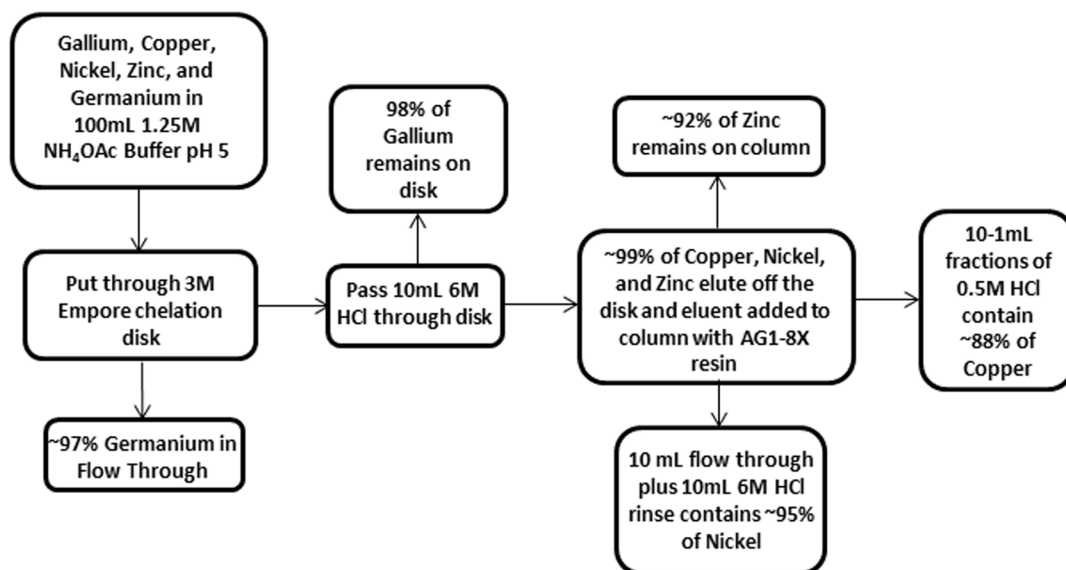 Gallium, Copper,
Nickel, Zinc, and
Germanium in
100mL 1.25M
NH₄OAc Buffer pH 5
Put through 3M
Empore chelation
disk
~97% Germanium in
Flow Through
98% of
Gallium
remains on
disk
Pass 10mL 6M
HCl through disk
~92% of Zinc
remains on column
~99% of Copper, Nickel,
and Zinc elute off the
disk and eluent added to
column with AG1-8X
resin
10 mL flow through
plus 10mL 6M HCl
rinse contains ~95%
of Nickel
10-1mL
fractions of
0.5M HCl
contain
~88% of
Copper